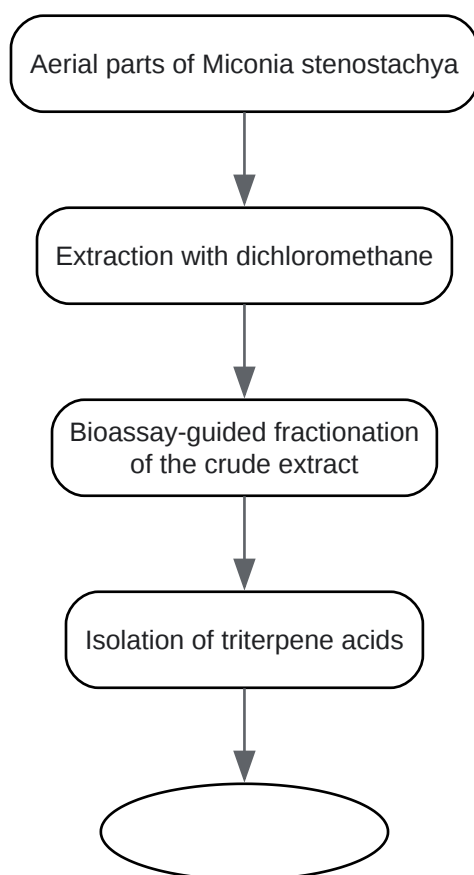 Aerial parts of Miconia stenostachya
Extraction with dichloromethane
Bioassay-guided fractionation
of the crude extract
Isolation of triterpene acids